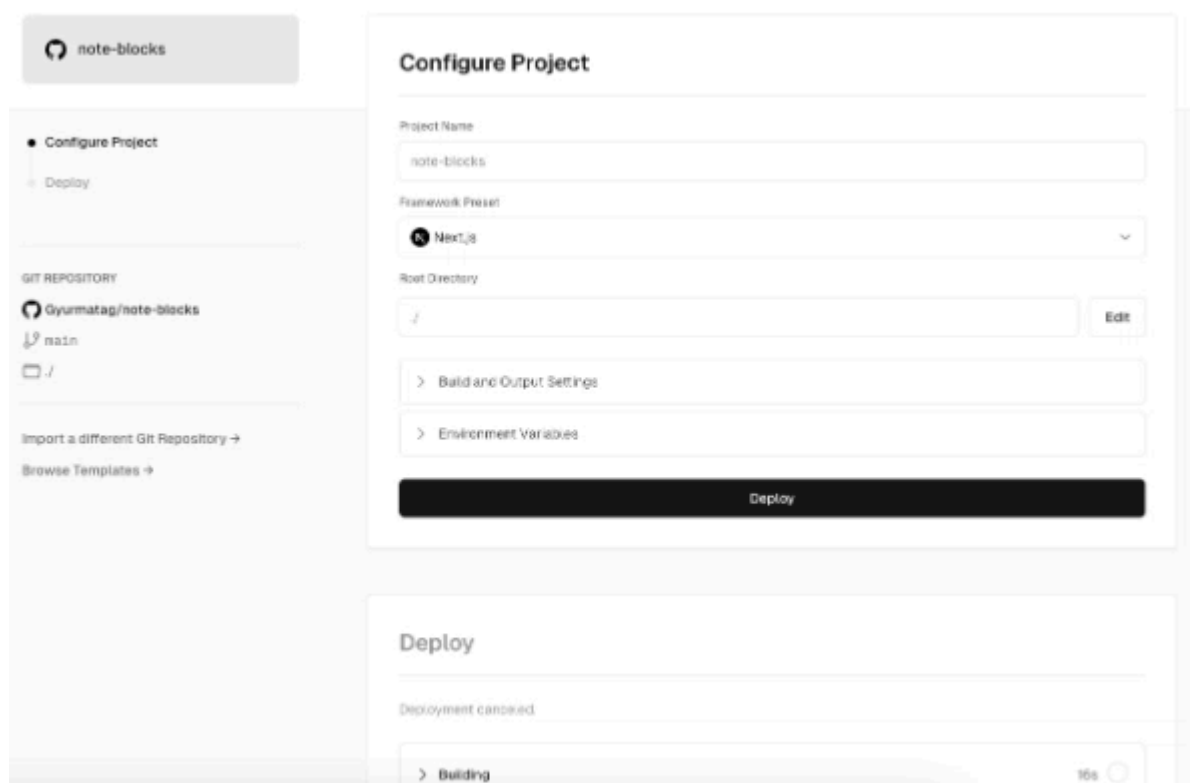 note-blocks
Configure Project
Deploy
GIT REPOSITORY
Gyurmatag/note-blocks
main
./
Import a different Git Repository →
Browse Templates →
Configure Project
Project Name
note-blocks
Framework Preset
Next.js
Root Directory
./
Edit
Build and Output Settings
Environment Variables
Deploy
Deploy
Deployment canceled.
Building
16s